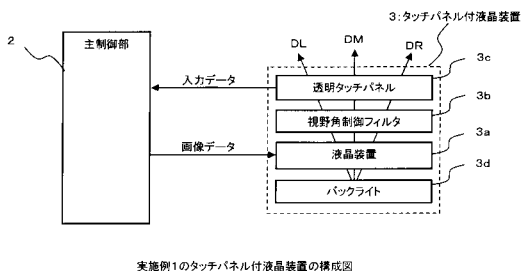 3:タッチパネル付液晶装置
2
主制御部
DL
DM
DR
3c
透明タッチパネル
入力データ
3b
視野角制御フィルタ
3a
画像データ
液晶装置
3d
バックライト
実施例1のタッチパネル付液晶装置の構成図